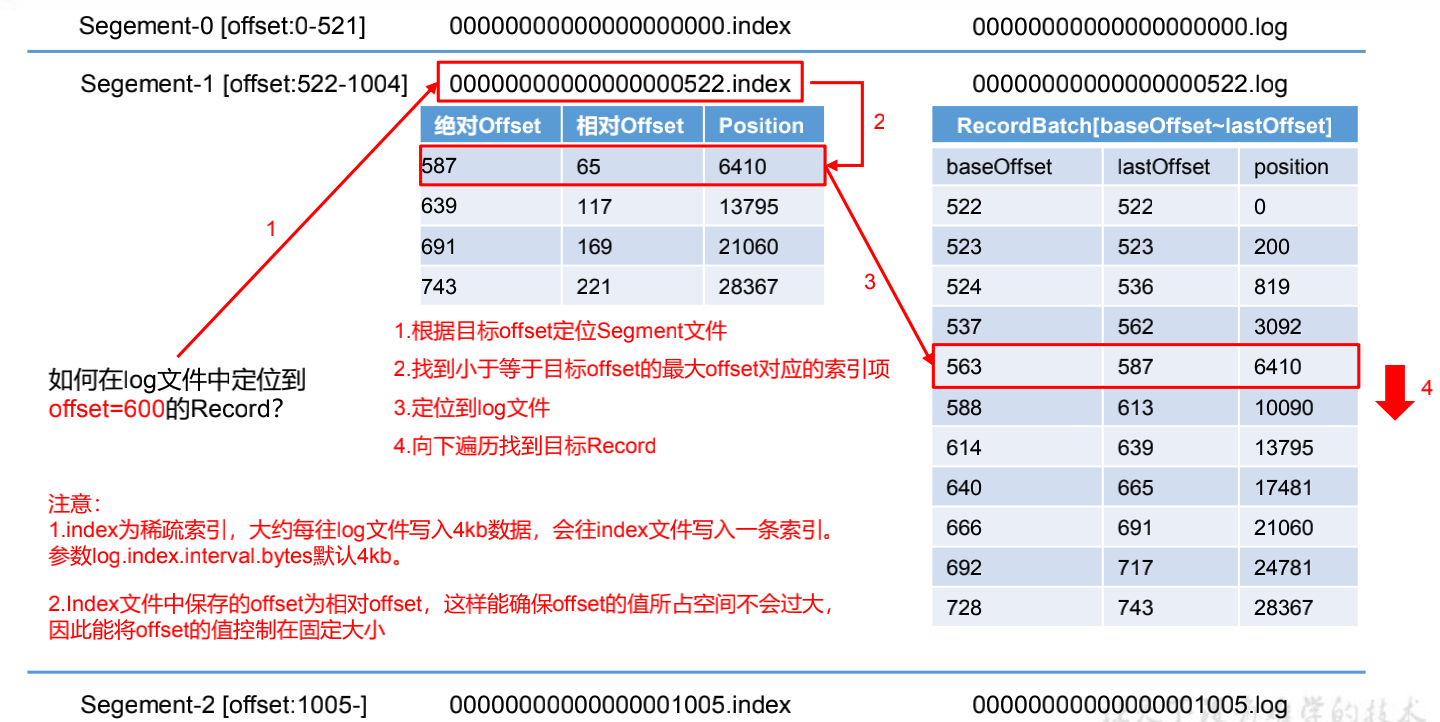 Segement-0 [offset:0-521] 00000000000000000000.index 00000000000000000000.log
Segement-1 [offset:522-1004] 00000000000000000522.index 00000000000000000522.log
绝对Offset 相对Offset Position
587 65 6410
639 117 13795
691 169 21060
743 221 28367
RecordBatch[baseOffset~lastOffset]
baseOffset lastOffset position
522 522 0
523 523 200
524 536 819
537 562 3092
563 587 6410
588 613 10090
614 639 13795
640 665 17481
666 691 21060
692 717 24781
728 743 28367
1
2
3
4
如何在log文件中定位到
offset=600的Record?
1.根据目标offset定位Segment文件
2.找到小于等于目标offset的最大offset对应的索引项
3.定位到log文件
4.向下遍历找到目标Record
注意：
1.index为稀疏索引，大约每往log文件写入4kb数据，会往index文件写入一条索引。
参数log.index.interval.bytes默认4kb。
2.Index文件中保存的offset为相对offset，这样能确保offset的值所占空间不会过大，
因此能将offset的值控制在固定大小
Segement-2 [offset:1005-] 00000000000000001005.index 00000000000000001005.log